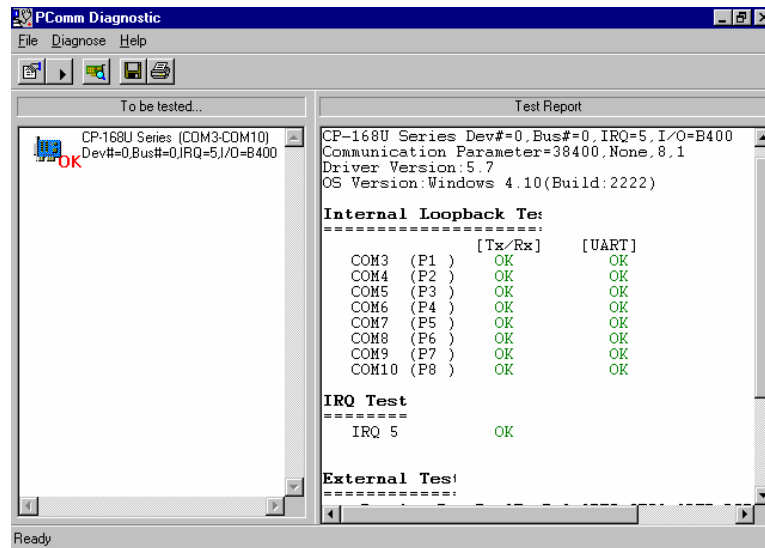 PComm Diagnostic
File Diagnose Help
To be tested...
CP-168U Series (COM3-COM10)
OK Dev#=0,Bus#=0,IRQ=5,I/O=B400
Test Report
CP-168U Series Dev#=0,Bus#=0,IRQ=5,I/O=B400
Communication Parameter=38400,None,8,1
Driver Version:5.7
OS Version:Windows 4.10(Build:2222)
Internal Loopback Tes
=====================
[Tx/Rx] [UART]
COM3 (P1 ) OK OK
COM4 (P2 ) OK OK
COM5 (P3 ) OK OK
COM6 (P4 ) OK OK
COM7 (P5 ) OK OK
COM8 (P6 ) OK OK
COM9 (P7 ) OK OK
COM10 (P8 ) OK OK
IRQ Test
========
IRQ 5 OK
External Test
=============
Ready